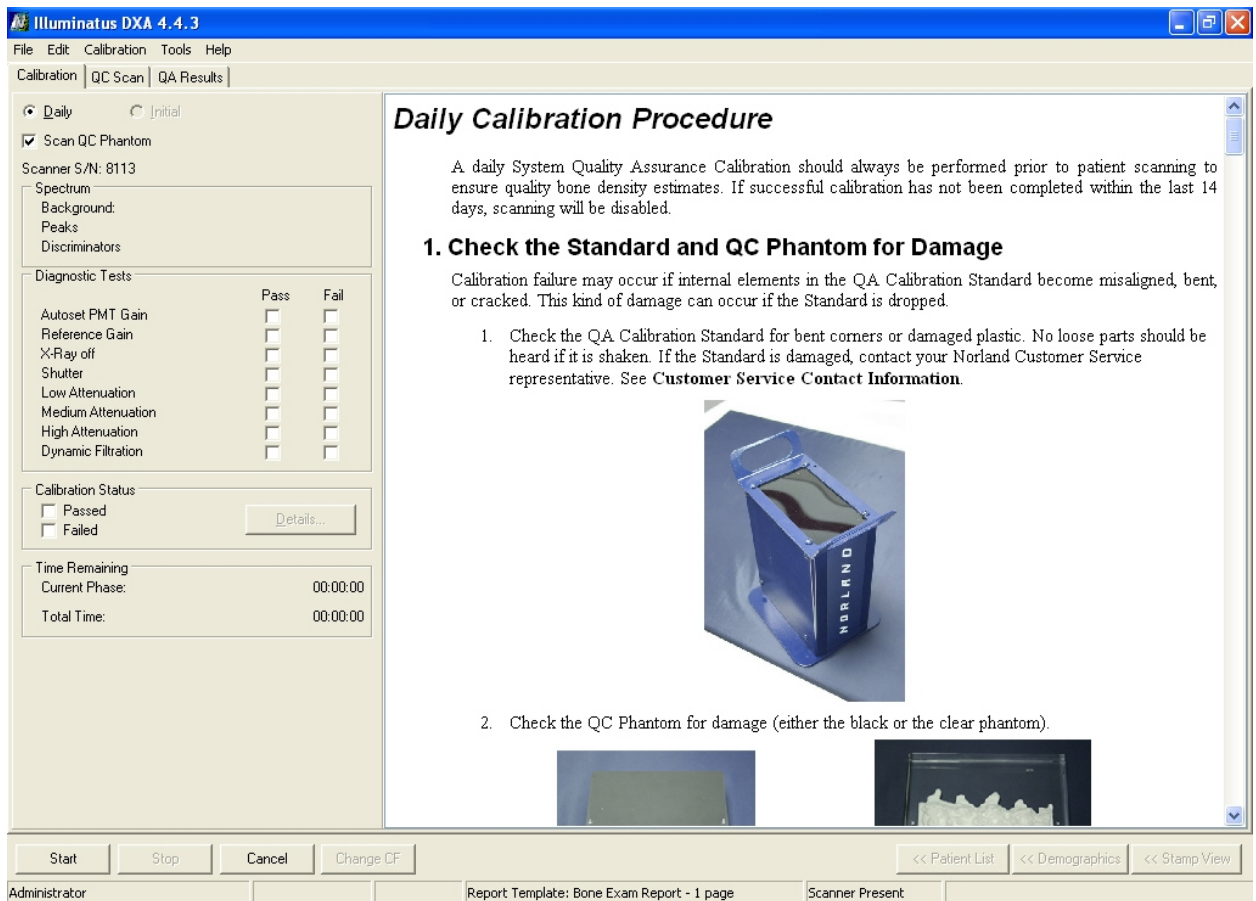 Illuminatus DXA 4.4.3
File Edit Calibration Tools Help
Calibration QC Scan QA Results
Daily Initial
Scan QC Phantom
Scanner S/N: 8113
Spectrum
Background:
Peaks
Discriminators
Diagnostic Tests
Pass Fail
Autoset PMT Gain
Reference Gain
X-Ray off
Shutter
Low Attenuation
Medium Attenuation
High Attenuation
Dynamic Filtration
Calibration Status
Passed
Failed
Details...
Time Remaining
Current Phase: 00:00:00
Total Time: 00:00:00
Daily Calibration Procedure
A daily System Quality Assurance Calibration should always be performed prior to patient scanning to
ensure quality bone density estimates. If successful calibration has not been completed within the last 14
days, scanning will be disabled.
1. Check the Standard and QC Phantom for Damage
Calibration failure may occur if internal elements in the QA Calibration Standard become misaligned, bent,
or cracked. This kind of damage can occur if the Standard is dropped.
1. Check the QA Calibration Standard for bent corners or damaged plastic. No loose parts should be
heard if it is shaken. If the Standard is damaged, contact your Norland Customer Service
representative. See Customer Service Contact Information.
NORLAND
2. Check the QC Phantom for damage (either the black or the clear phantom).
Start Stop Cancel Change CF << Patient List << Demographics << Stamp View
Administrator Report Template: Bone Exam Report - 1 page Scanner Present